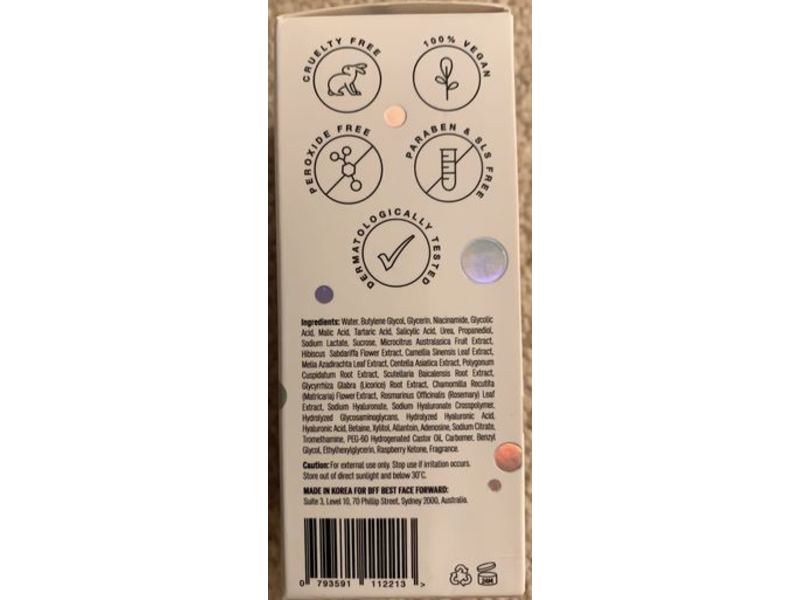 CRUELTY FREE
100% VEGAN
PEROXIDE FREE
PARABEN & SLS FREE
DERMATOLOGICALLY TESTED
Ingredients: Water, Butylene Glycol, Glycerin, Niacinamide, Glycolic
Acid, Malic Acid, Tartaric Acid, Salicylic Acid, Urea, Propanediol,
Sodium Lactate, Sucrose, Microcitrus Australasica Fruit Extract,
Hibiscus Sabdariffa Flower Extract, Camellia Sinensis Leaf Extract,
Melia Azadirachta Leaf Extract, Centella Asiatica Extract, Polygonum
Cuspidatum Root Extract, Scutellaria Baicalensis Root Extract,
Glycyrrhiza Glabra (Licorice) Root Extract, Chamomilla Recutita
(Matricaria) Flower Extract, Rosmarinus Officinalis (Rosemary) Leaf
Extract, Sodium Hyaluronate, Sodium Hyaluronate Crosspolymer,
Hydrolyzed Glycosaminoglycans, Hydrolyzed Hyaluronic Acid,
Hyaluronic Acid, Betaine, Xylitol, Allantoin, Adenosine, Sodium Citrate,
Tromethamine, PEG-60 Hydrogenated Castor Oil, Carbomer, Benzyl
Glycol, Ethylhexylglycerin, Raspberry Ketone, Fragrance.
Caution: For external use only. Stop use if irritation occurs.
Store out of direct sunlight and below 30°C.
MADE IN KOREA FOR BFF BEST FACE FORWARD:
Suite 3, Level 10, 70 Phillip Street, Sydney 2000, Australia.
0 793591 112213 >
24M